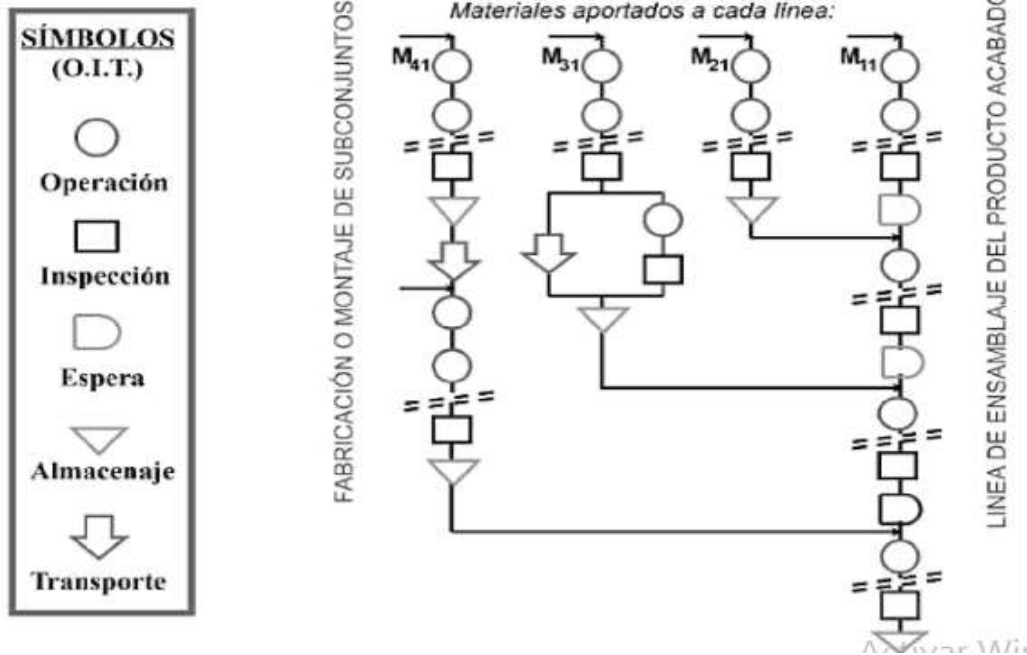 SÍMBOLOS
(O.I.T.)
Operación
Inspección
Espera
Almacenaje
Transporte
FABRICACIÓN O MONTAJE DE SUBCONJUNTOS
Materiales aportados a cada línea:
M41
M31
M21
M11
LINEA DE ENSAMBLAJE DEL PRODUCTO ACABADO